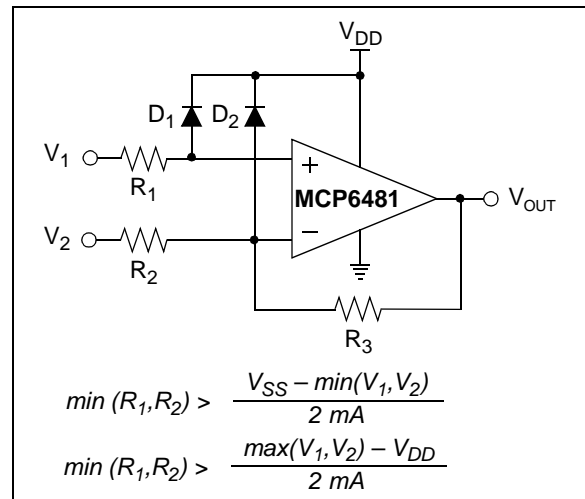 V_DD
D_1 D_2
V_1
R_1
+
MCP6481
V_OUT
V_2
−
R_2
R_3
min (R_1,R_2) > V_SS – min(V_1,V_2) / 2 mA
min (R_1,R_2) > max(V_1,V_2) – V_DD / 2 mA